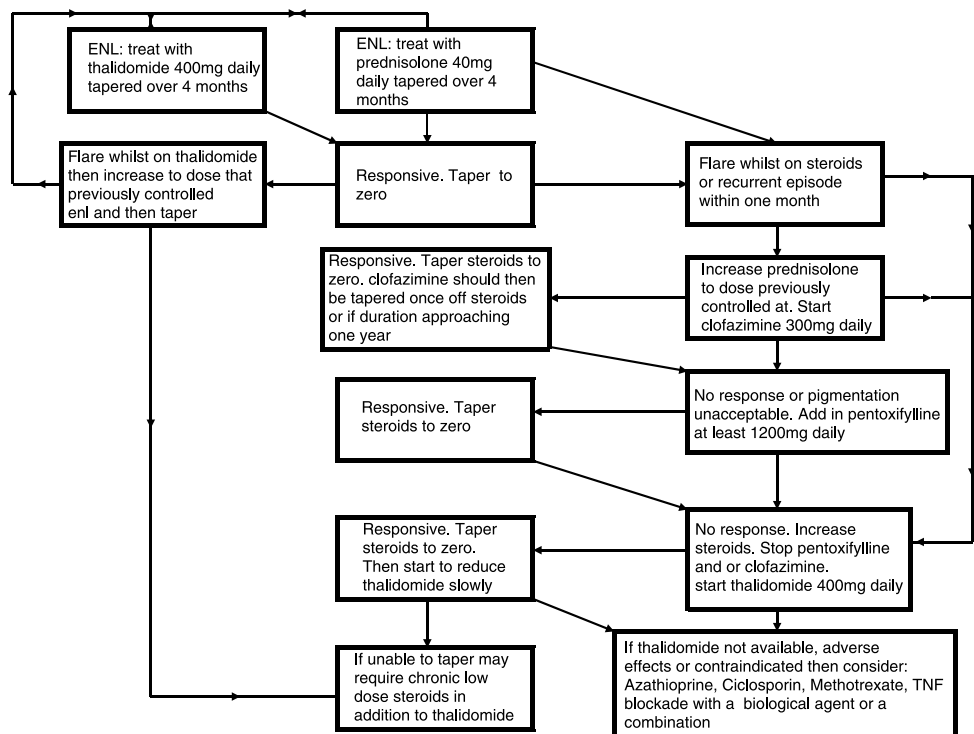 ENL: treat with
thalidomide 400mg daily
tapered over 4 months
ENL: treat with
prednisolone 40mg
daily tapered over 4
months
Flare whilst on thalidomide
then increase to dose that
previously controlled
enl and then taper
Responsive. Taper to
zero
Flare whilst on steroids
or recurrent episode
within one month
Responsive. Taper steroids to
zero. clofazimine should then
be tapered once off steroids
or if duration approaching
one year
Increase prednisolone
to dose previously
controlled at. Start
clofazimine 300mg daily
Responsive. Taper
steroids to zero
No response or pigmentation
unacceptable. Add in pentoxifylline
at least 1200mg daily
Responsive. Taper
steroids to zero.
Then start to reduce
thalidomide slowly
No response. Increase
steroids. Stop pentoxifylline
and or clofazimine.
start thalidomide 400mg daily
If unable to taper may
require chronic low
dose steroids in
addition to thalidomide
If thalidomide not available, adverse
effects or contraindicated then consider:
Azathioprine, Ciclosporin, Methotrexate, TNF
blockade with a biological agent or a
combination